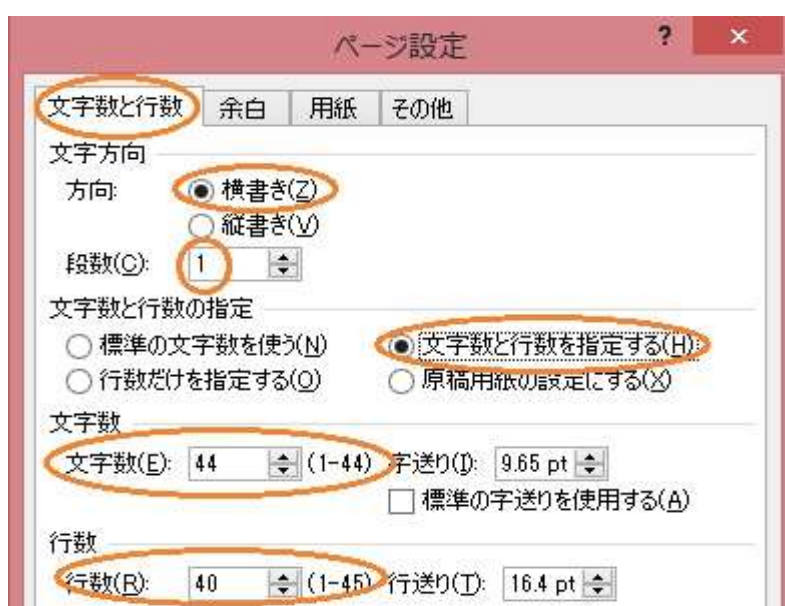 ページ設定 ? ×
文字数と行数 余白 用紙 その他
文字方向
方向: 横書き(Z)
縦書き(V)
段数(C): 1
文字数と行数の指定
標準の文字数を使う(N) 文字数と行数を指定する(H)
行数だけを指定する(O) 原稿用紙の設定にする(X)
文字数
文字数(E): 44 (1-44) 字送り(I): 9.65 pt
標準の字送りを使用する(A)
行数
行数(R): 40 (1-45) 行送り(T): 16.4 pt